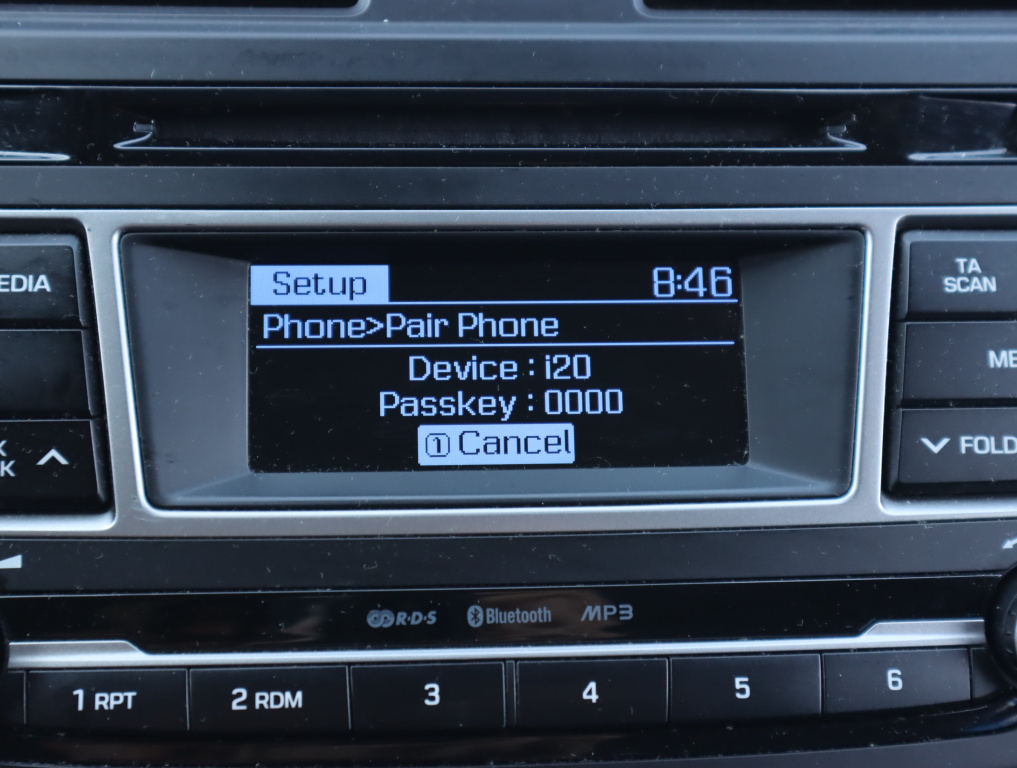 Setup 8:46
Phone>Pair Phone
Device : i20
Passkey : 0000
① Cancel
TA
SCAN
FOLD
R·D·S Bluetooth MP3
1 RPT 2 RDM 3 4 5 6